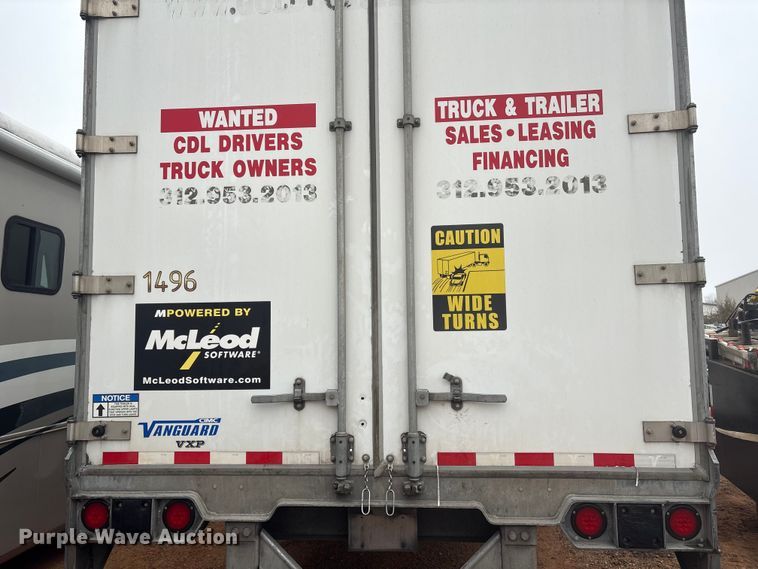 WANTED
CDL DRIVERS
TRUCK OWNERS
312.953.2013
TRUCK & TRAILER
SALES • LEASING
FINANCING
312.953.2013
CAUTION
WIDE
TURNS
1496
MPOWERED BY
McLeod
SOFTWARE®
McLeodSoftware.com
NOTICE
CIMC
VANGUARD
VXP
Purple Wave Auction